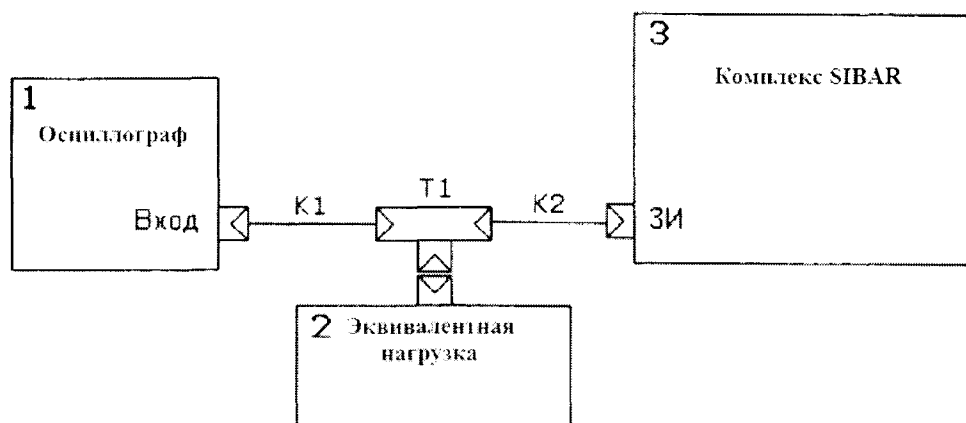 1
Осциллограф
Вход
К1
Т1
К2
3
Комплекс SIBAR
ЗИ
2 Эквивалентная
нагрузка